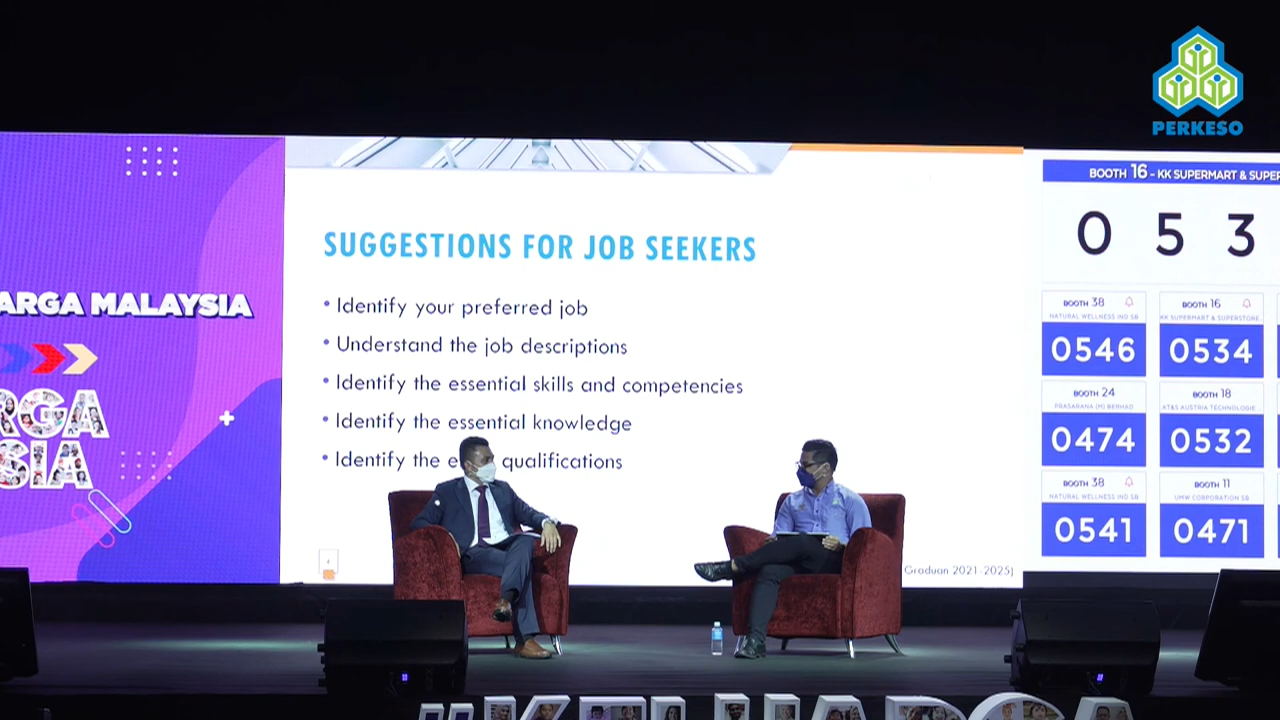 PERKESO
ARGA MALAYSIA
RGA
SIA
SUGGESTIONS FOR JOB SEEKERS
• Identify your preferred job
• Understand the job descriptions
• Identify the essential skills and competencies
• Identify the essential knowledge
• Identify the e qualifications
4
Graduan 2021-2025)
BOOTH 16 - KK SUPERMART & SUPER
0 5 3
BOOTH 38
NATURAL WELLNESS IND SB
0546
BOOTH 16
KK SUPERMART & SUPERSTORE...
0534
BOOTH 24
PRASARANA (M) BERHAD
0474
BOOTH 18
AT&S AUSTRIA TECHNOLOGIE...
0532
BOOTH 38
NATURAL WELLNESS IND SB
0541
BOOTH 11
UMW CORPORATION SB
0471
#KELUARGA